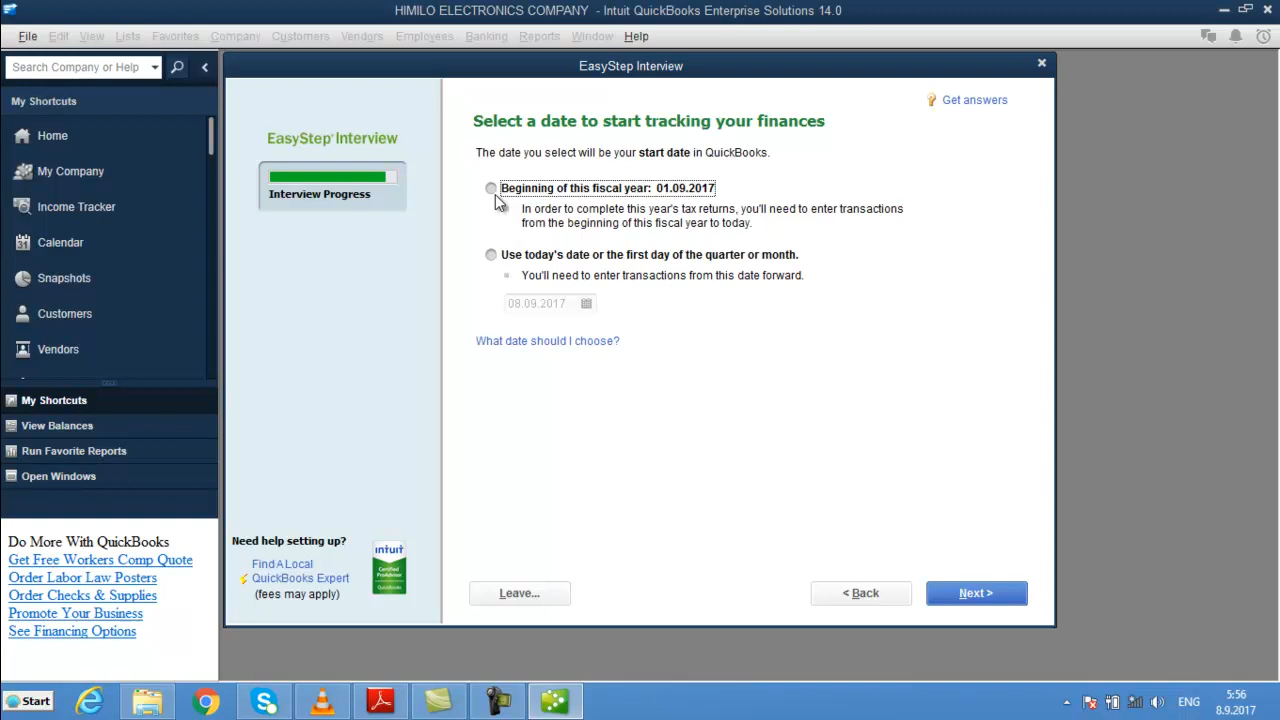 HIMILO ELECTRONICS COMPANY - Intuit QuickBooks Enterprise Solutions 14.0
File Edit View Lists Favorites Company Customers Vendors Employees Banking Reports Window Help
Search Company or Help
My Shortcuts
Home
My Company
Income Tracker
Calendar
Snapshots
Customers
Vendors
My Shortcuts
View Balances
Run Favorite Reports
Open Windows
Do More With QuickBooks
Get Free Workers Comp Quote
Order Labor Law Posters
Order Checks & Supplies
Promote Your Business
See Financing Options
EasyStep Interview
EasyStep Interview
Interview Progress
Need help setting up?
Find A Local
QuickBooks Expert
(fees may apply)
intuit
Certified
ProAdvisor
QuickBooks
Get answers
Select a date to start tracking your finances
The date you select will be your start date in QuickBooks.
Beginning of this fiscal year: 01.09.2017
In order to complete this year's tax returns, you'll need to enter transactions
from the beginning of this fiscal year to today.
Use today's date or the first day of the quarter or month.
You'll need to enter transactions from this date forward.
08.09.2017
What date should I choose?
Leave...
< Back
Next >
Start
ENG
5:56
8.9.2017